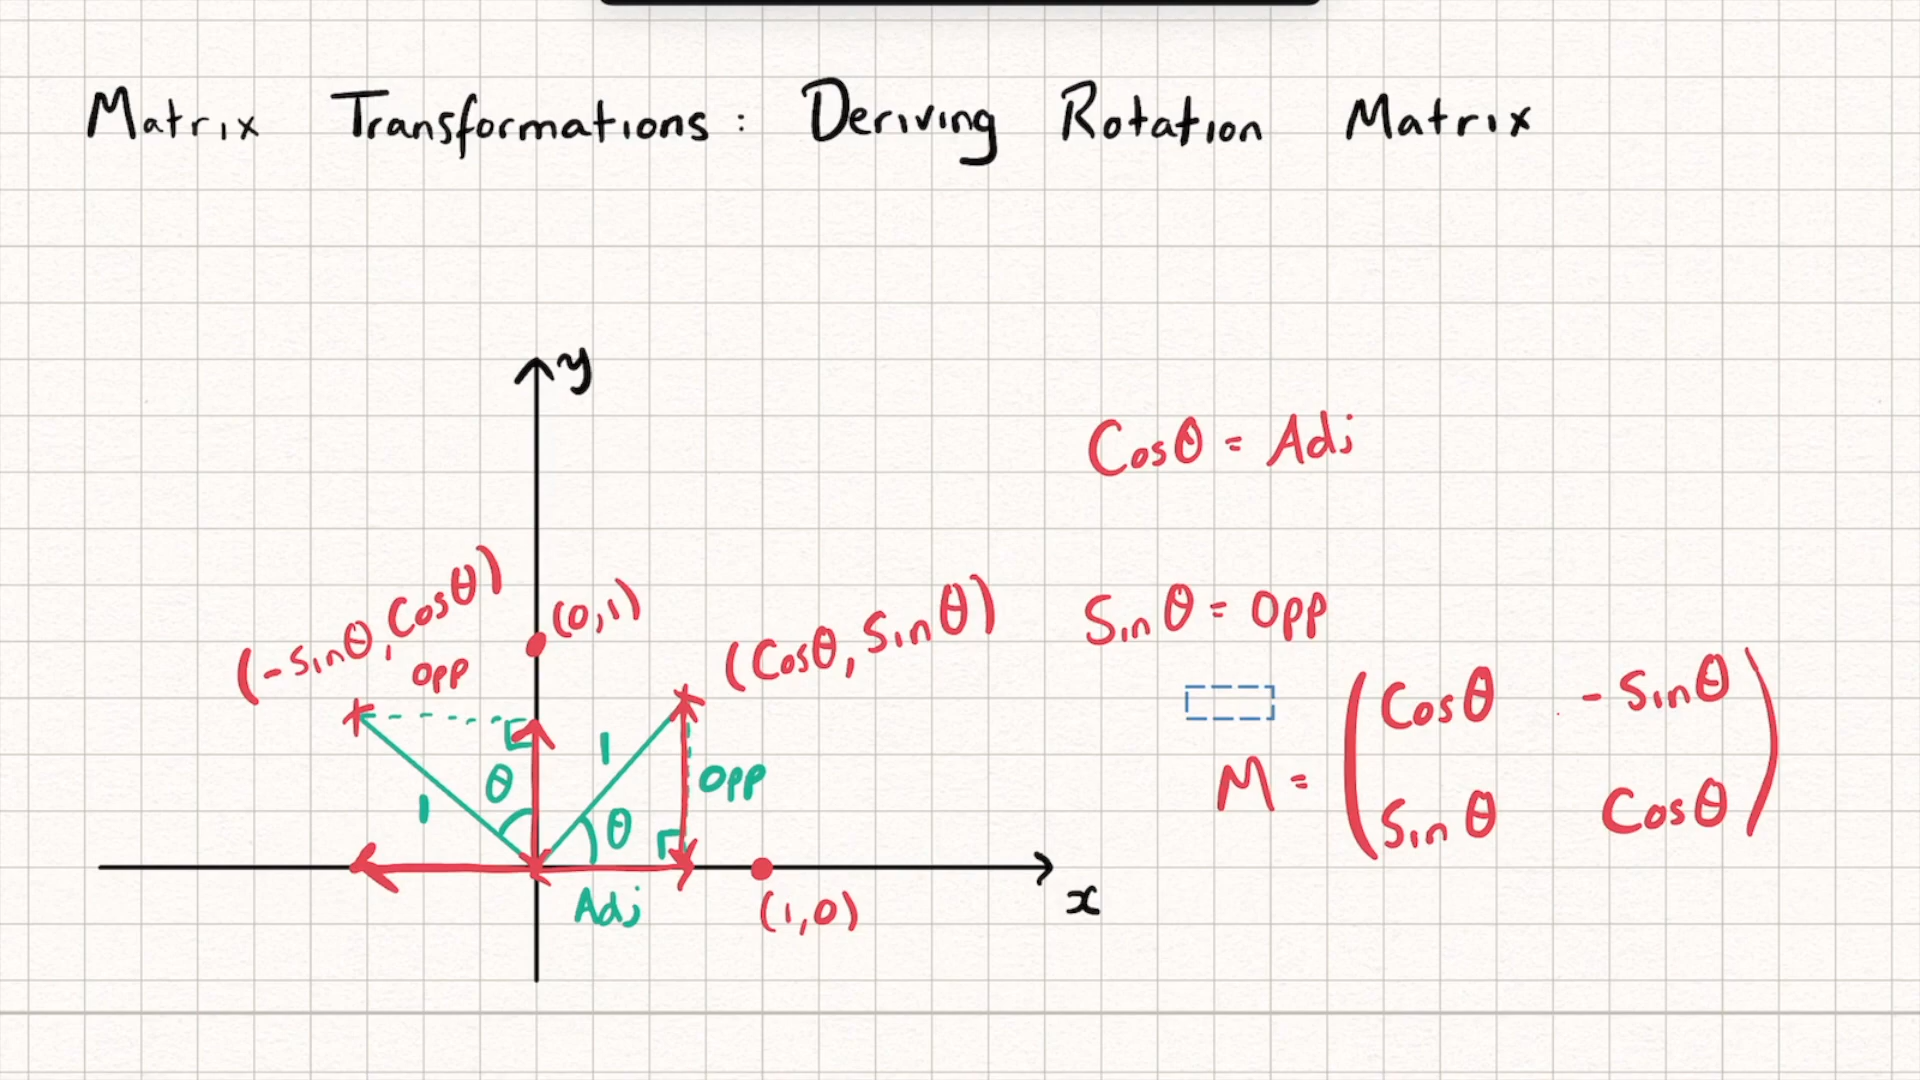 Matrix Transformations: Deriving Rotation Matrix
y
Cosθ = Adj
(-sinθ, Cosθ)
(0,1)
(Cosθ, Sinθ)
Sinθ = Opp
opp
1
θ
1
θ
opp
Adj
(1,0)
x
M = (Cosθ -Sinθ
Sinθ Cosθ)